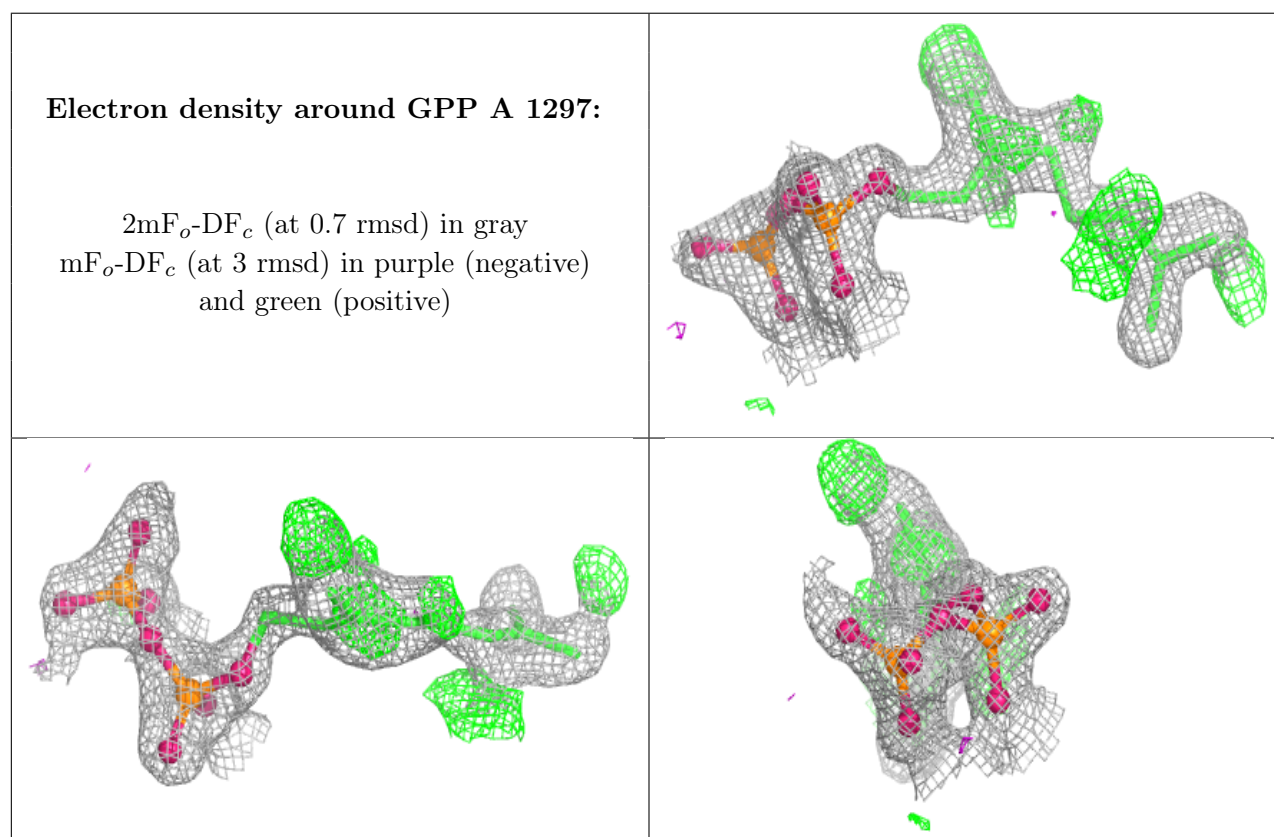 Electron density around GPP A 1297:
2mFo-DFc (at 0.7 rmsd) in gray
mFo-DFc (at 3 rmsd) in purple (negative)
and green (positive)